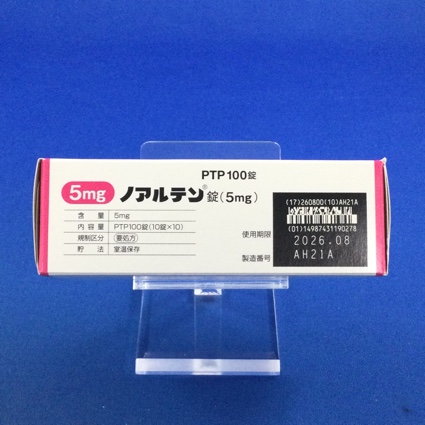 PTP100錠
5mg ノアルテン®錠(5mg)
含量 5mg
内容量 PTP100錠(10錠×10)
規制区分 要処方
貯法 室温保存
(17)260800(10)AH21A
(01)14987431190278
使用期限 2026.08
製造番号 AH21A